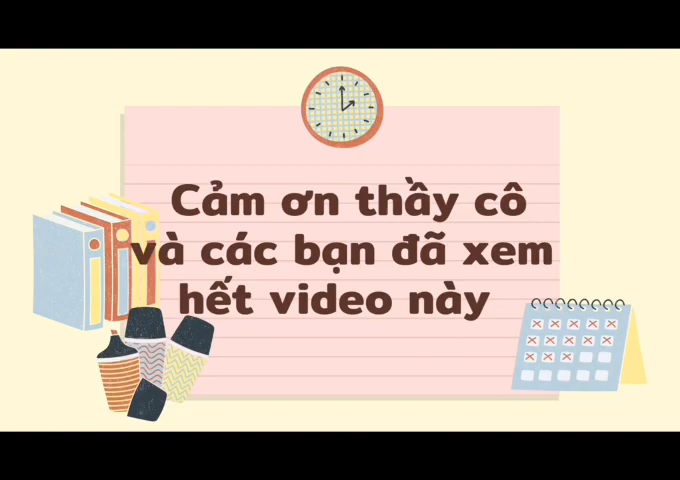 Cảm ơn thầy cô
và các bạn đã xem
hết video này